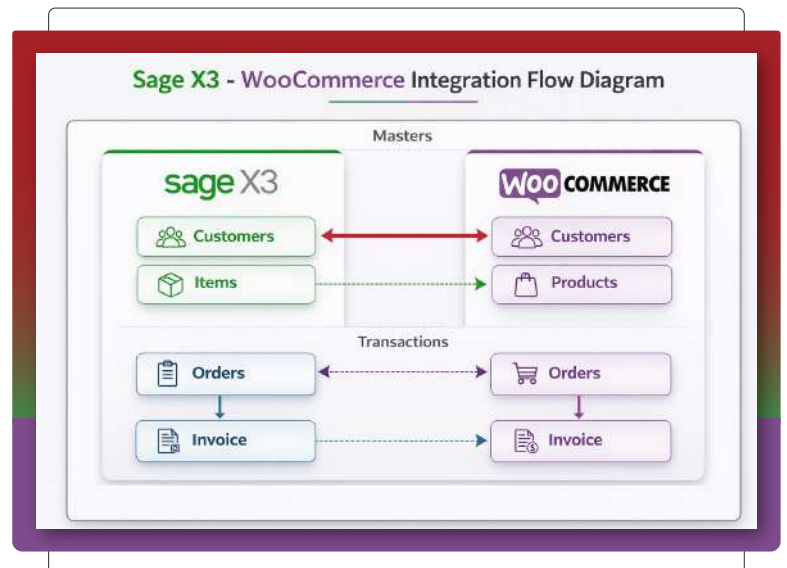 Sage X3 - WooCommerce Integration Flow Diagram
Masters
sage X3
WOO COMMERCE
Customers
Customers
Items
Products
Transactions
Orders
Orders
Invoice
Invoice